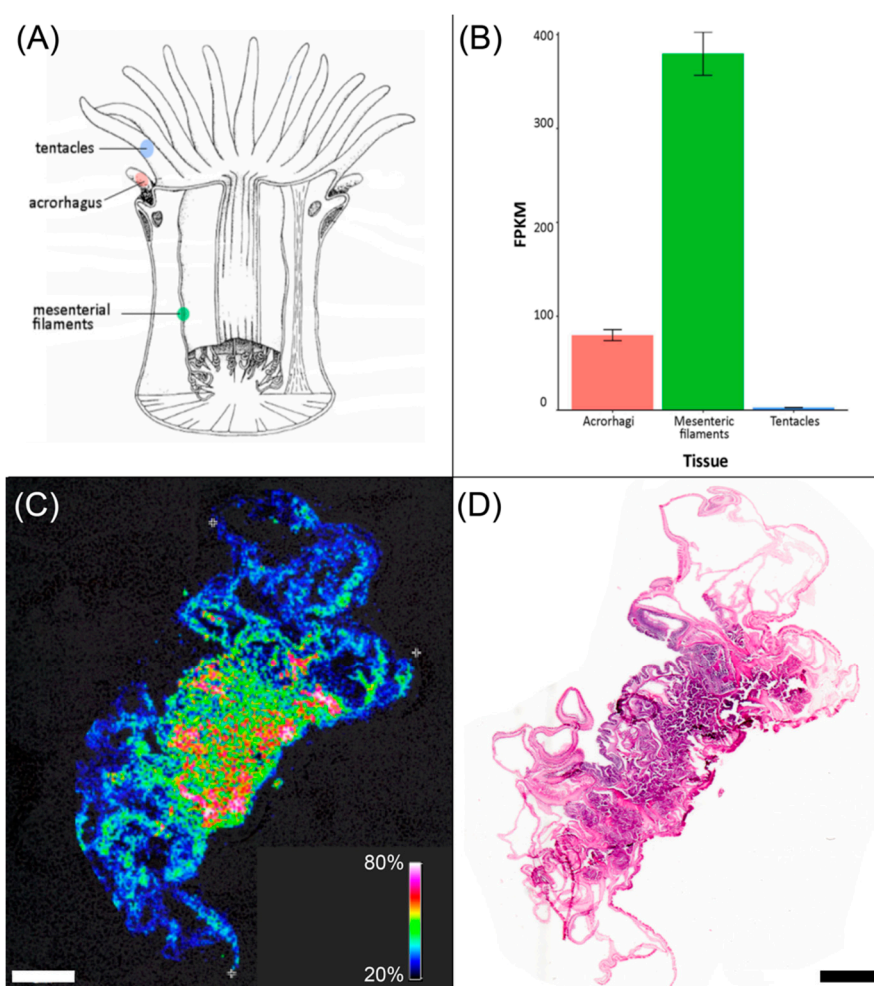 (A)
tentacles
acrorhagus
mesenterial
filaments
(B)
400
300
200
100
0
FPKM
Acrorhagi
Mesenteric
filaments
Tentacles
Tissue
(C)
80%
20%
(D)